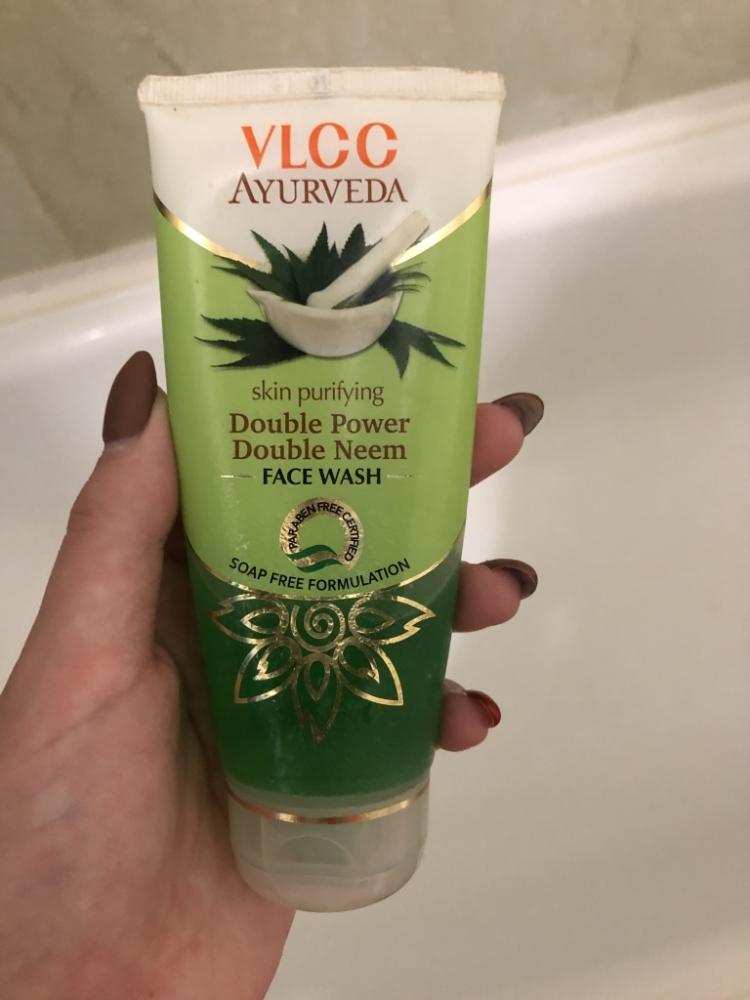 VLCC
AYURVEDA
skin purifying
Double Power
Double Neem
FACE WASH
PARABEN FREE CERTIFIED
SOAP FREE FORMULATION